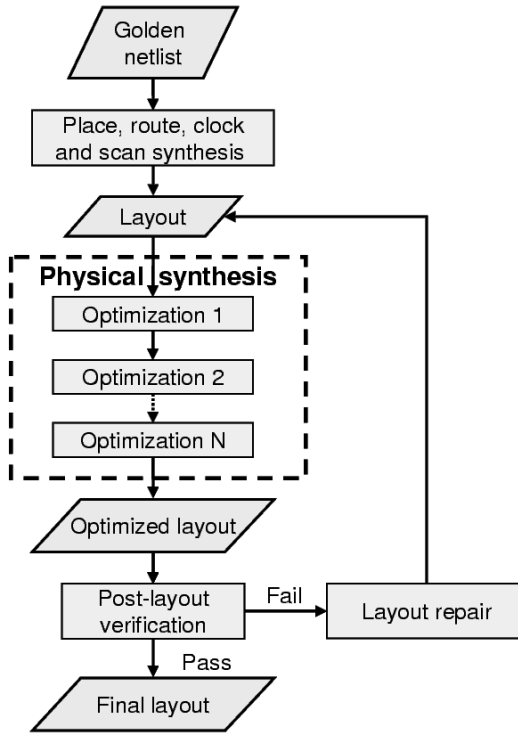 Golden
netlist
Place, route, clock
and scan synthesis
Layout
Physical synthesis
Optimization 1
Optimization 2
Optimization N
Optimized layout
Post-layout
verification
Fail
Layout repair
Pass
Final layout